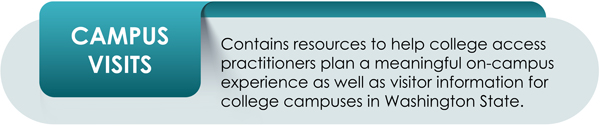 CAMPUS
VISITS
Contains resources to help college access
practitioners plan a meaningful on-campus
experience as well as visitor information for
college campuses in Washington State.